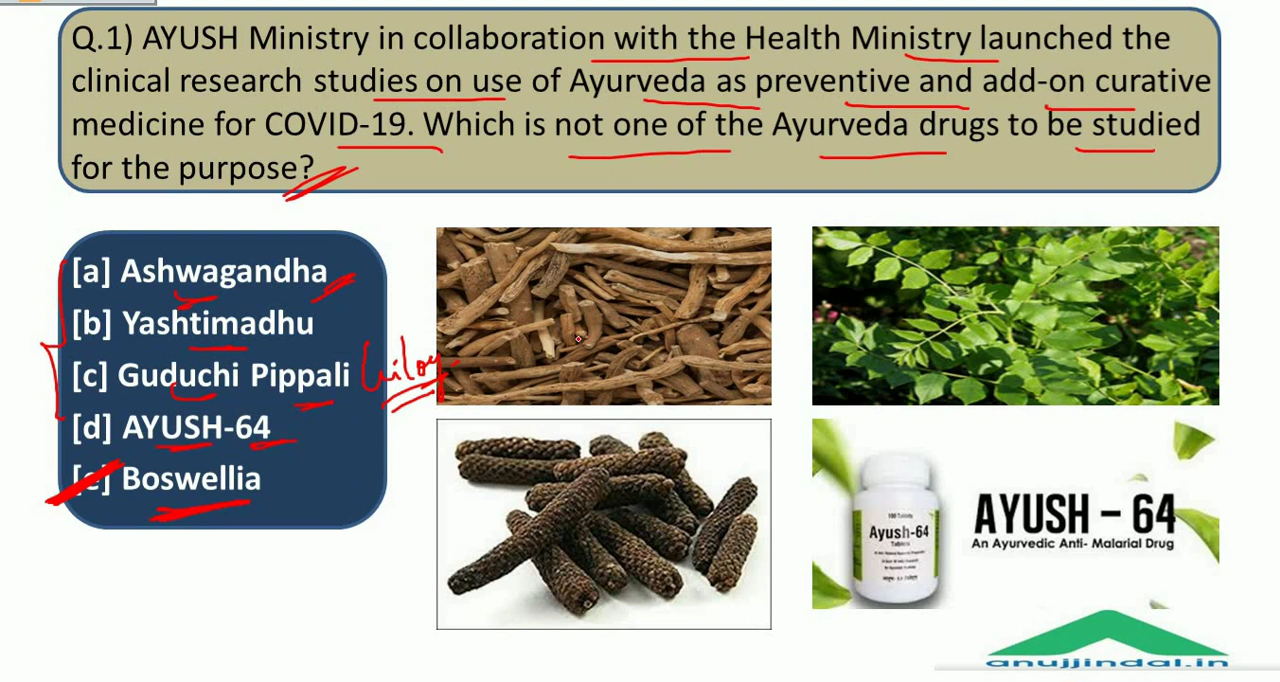 Q.1) AYUSH Ministry in collaboration with the Health Ministry launched the
clinical research studies on use of Ayurveda as preventive and add-on curative
medicine for COVID-19. Which is not one of the Ayurveda drugs to be studied
for the purpose?
[a] Ashwagandha
[b] Yashtimadhu
[c] Guduchi Pippali
Giloy
[d] AYUSH-64
[e] Boswellia
100 Tablets
Ayush-64
Tablets
AYUSH – 64
An Ayurvedic Anti- Malarial Drug
anujjindal.in